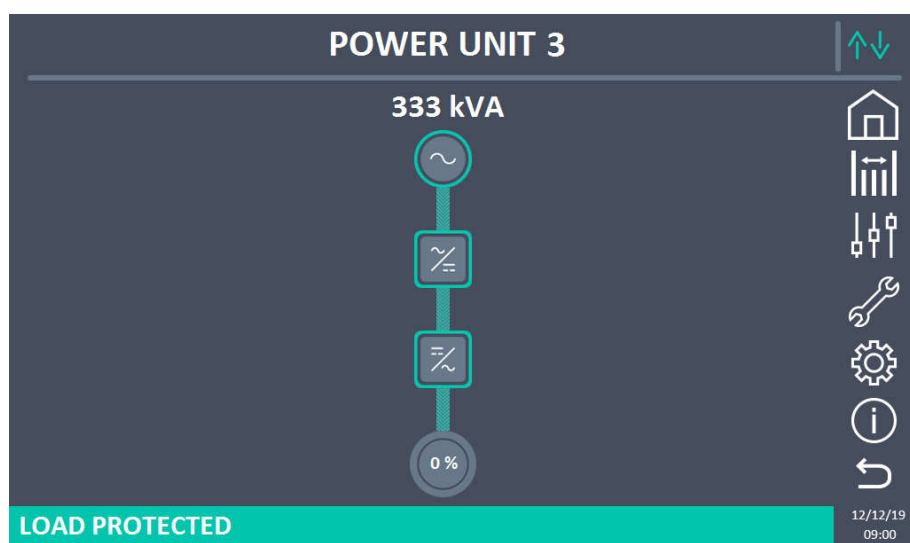 POWER UNIT 3
333 kVA
0 %
LOAD PROTECTED
12/12/19
09:00